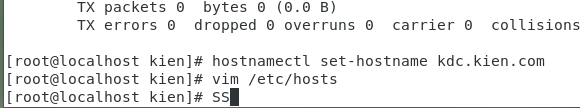 TX packets 0  bytes 0 (0.0 B)
TX errors 0  dropped 0 overruns 0  carrier 0  collisions
[root@localhost kien]# hostnamectl set-hostname kdc.kien.com
[root@localhost kien]# vim /etc/hosts
[root@localhost kien]# SS